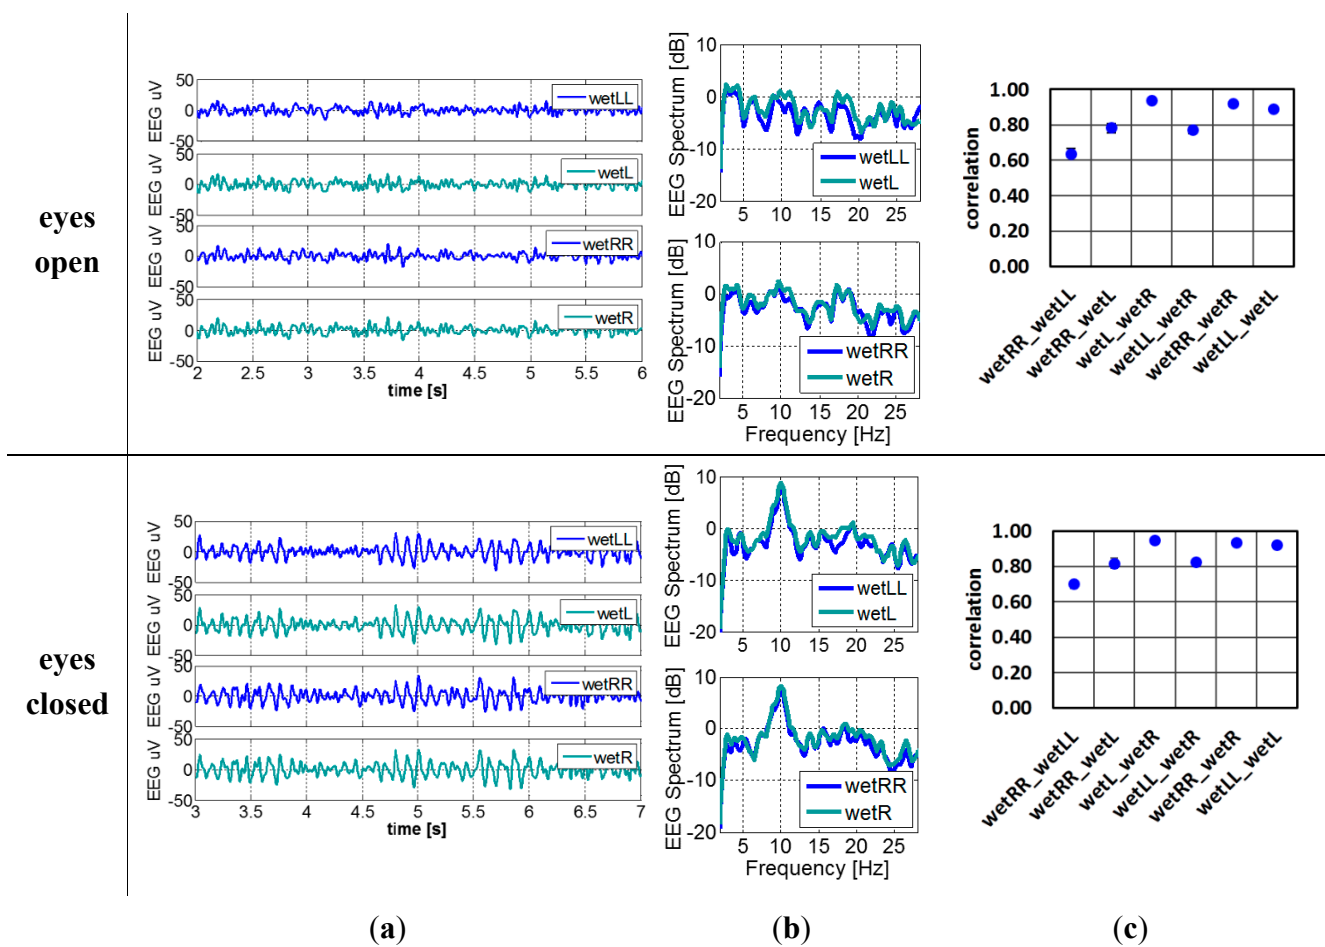 eyes
open
EEG uV
50
0
-50
wetLL
EEG uV
50
0
-50
wetL
EEG uV
50
0
-50
wetRR
EEG uV
50
0
-50
wetR
2 2.5 3 3.5 4 4.5 5 5.5 6
time [s]
EEG Spectrum [dB]
10
0
-10
-20
wetLL
wetL
5 10 15 20 25
EEG Spectrum [dB]
10
0
-10
-20
wetRR
wetR
5 10 15 20 25
Frequency [Hz]
correlation
1.00
0.80
0.60
0.40
0.20
0.00
wetRR_wetLL
wetRR_wetL
wetL_wetR
wetLL_wetR
wetRR_wetR
wetLL_wetL
eyes
closed
EEG uV
50
0
-50
wetLL
EEG uV
50
0
-50
wetL
EEG uV
50
0
-50
wetRR
EEG uV
50
0
-50
wetR
3 3.5 4 4.5 5 5.5 6 6.5 7
time [s]
EEG Spectrum [dB]
10
0
-10
-20
wetLL
wetL
5 10 15 20 25
EEG Spectrum [dB]
10
0
-10
-20
wetRR
wetR
5 10 15 20 25
Frequency [Hz]
correlation
1.00
0.80
0.60
0.40
0.20
0.00
wetRR_wetLL
wetRR_wetL
wetL_wetR
wetLL_wetR
wetRR_wetR
wetLL_wetL
(a) (b) (c)